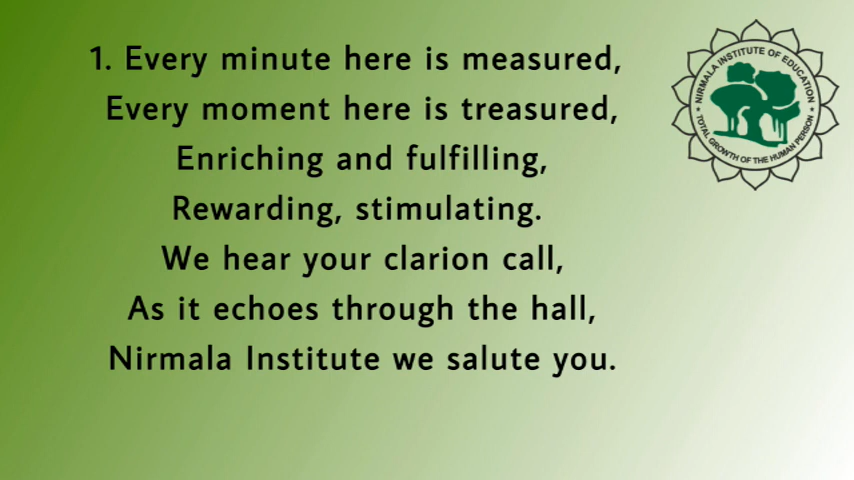 1. Every minute here is measured,
Every moment here is treasured,
Enriching and fulfilling,
Rewarding, stimulating.
We hear your clarion call,
As it echoes through the hall,
Nirmala Institute we salute you.
NIRMALA INSTITUTE OF EDUCATION
TOTAL GROWTH OF THE HUMAN PERSON